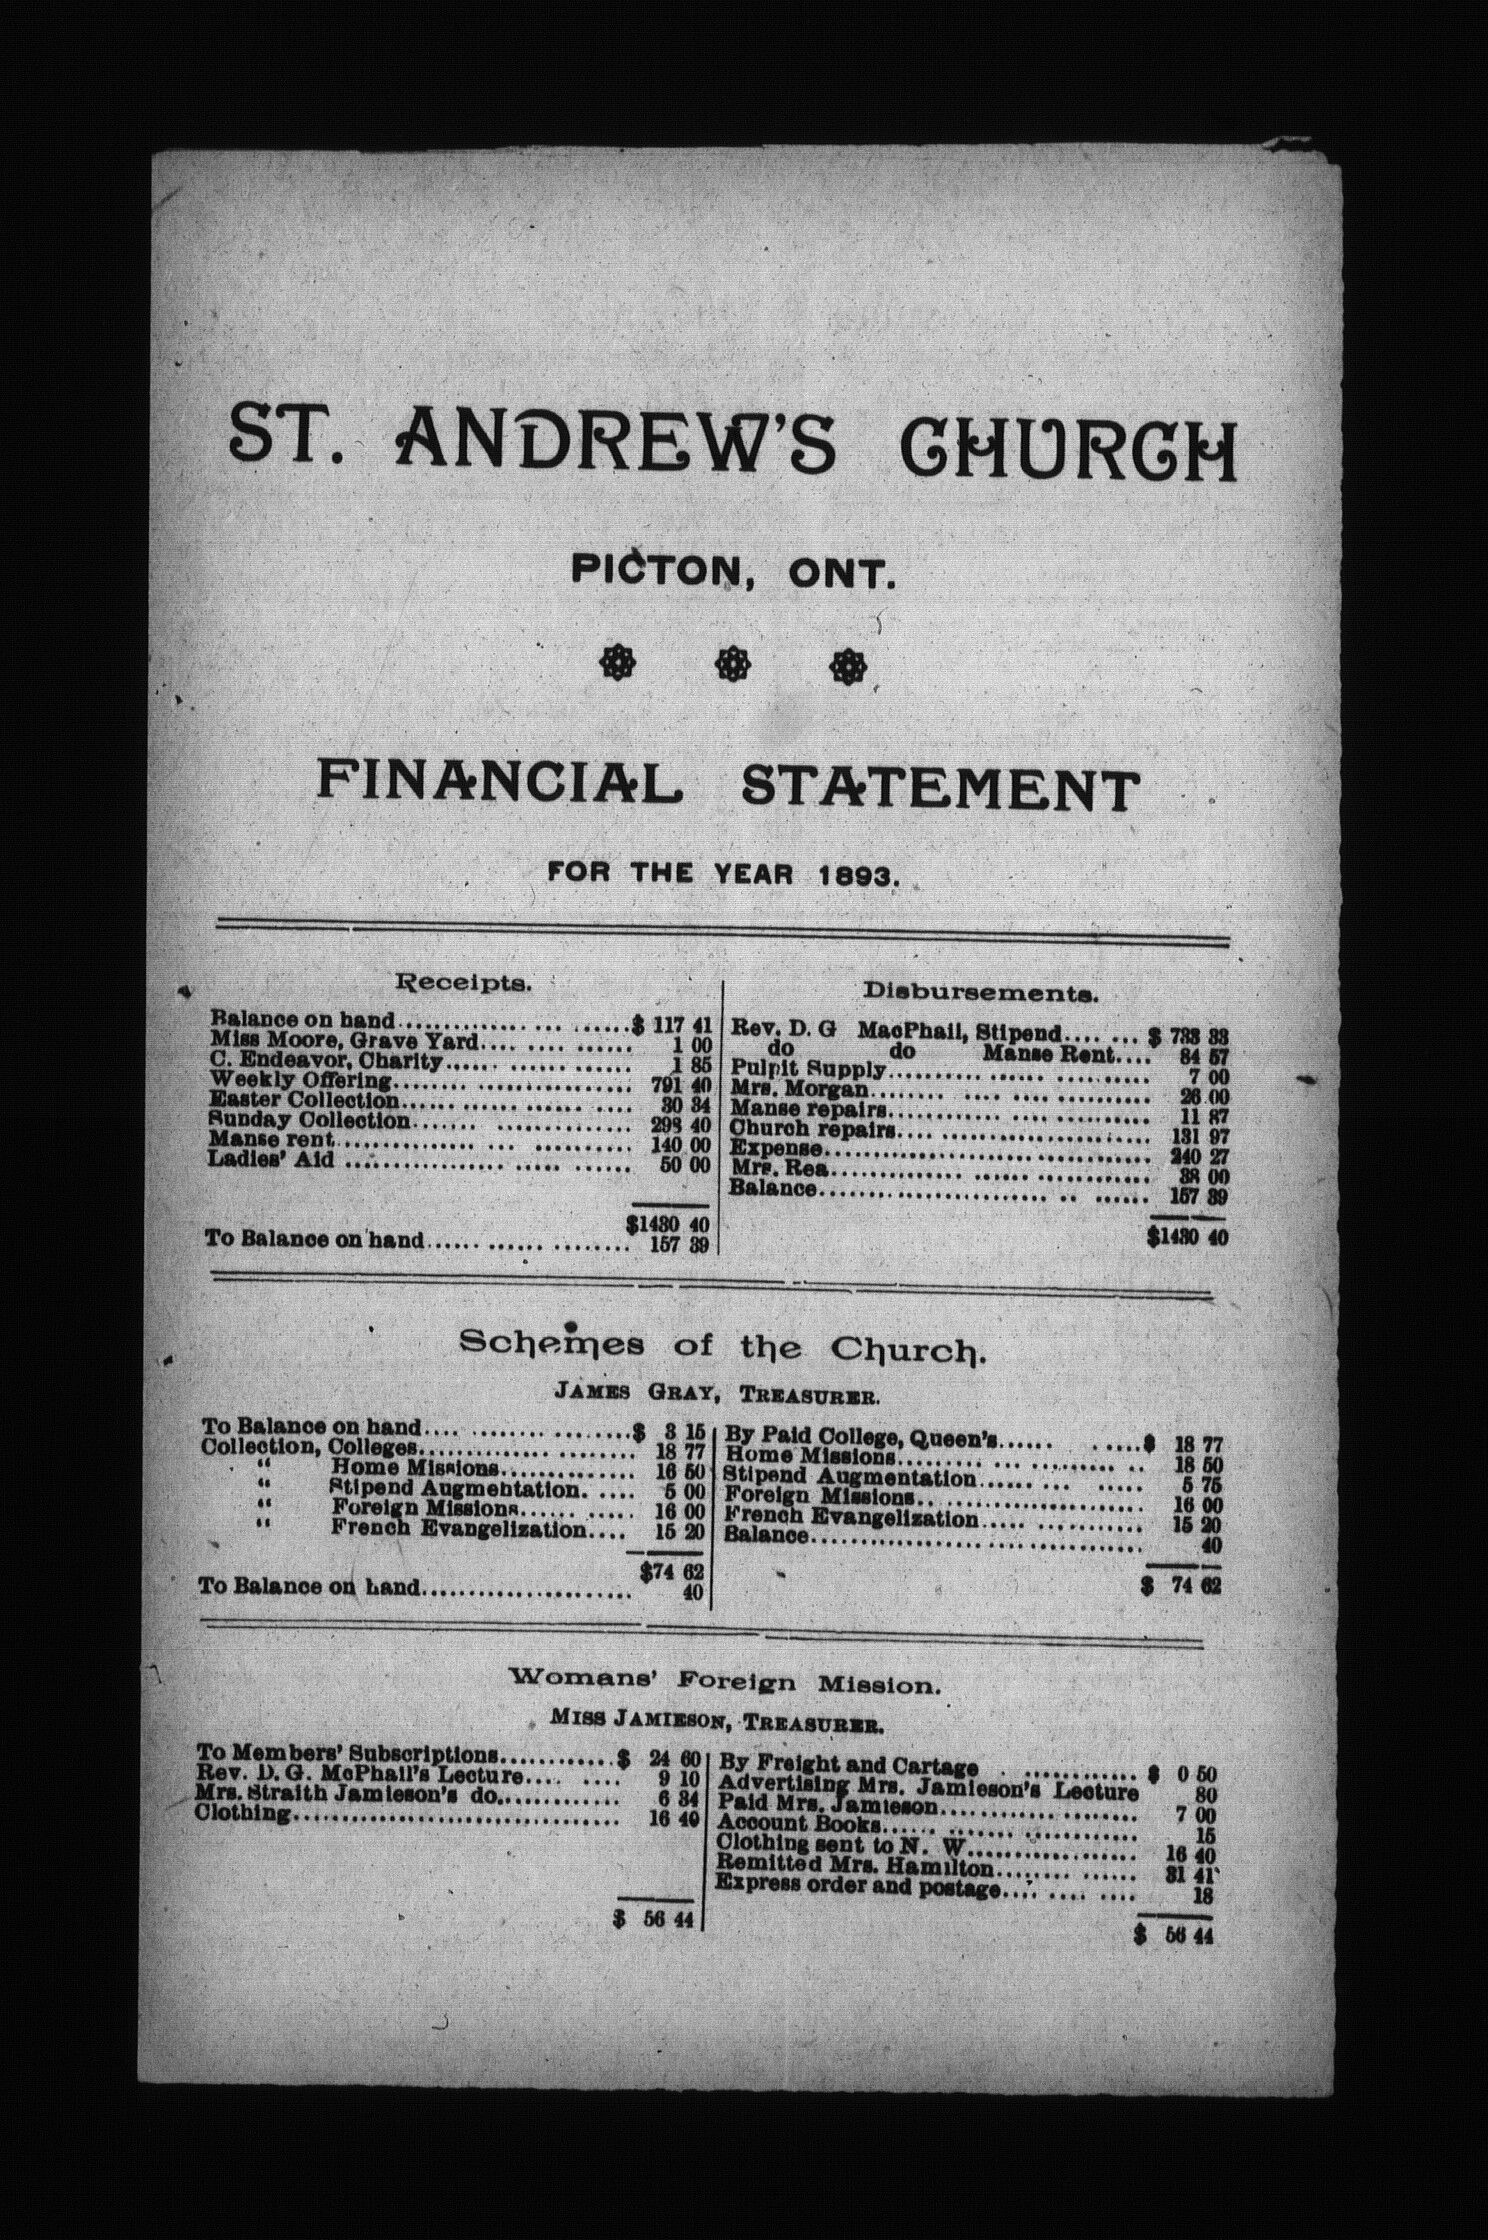 ST. ANDREW'S CHURCH
PICTON, ONT.
FINANCIAL STATEMENT
FOR THE YEAR 1893.
Receipts.
Balance on hand.............. ... ......$ 117 41
Miss Moore, Grave Yard.... .... ...... 1 00
C. Endeavor, Charity...... ...... ...... 1 85
Weekly Offering........ ................. 791 40
Easter Collection...... ...... ...... .... 30 34
Sunday Collection....... ............... 298 40
Manse rent................ ... .......... 140 00
Ladies' Aid ................ ..... ...... 50 00
$1430 40
To Balance on hand...... ...... ........ 157 39
Disbursements.
Rev. D. G MacPhail, Stipend.... ... $ 733 33
do do Manse Rent.... 84 57
Pulpit Supply.......... ...... .......... 7 00
Mrs. Morgan........ .... .... .......... 26 00
Manse repairs............ .... .......... 11 87
Church repairs.... ..................... 131 97
Expense................................... 240 27
Mrs. Rea.............. ...... ............ 38 00
Balance........ ................ .. ...... 157 39
$1430 40
Schemes of the Church.
JAMES GRAY, TREASURER.
To Balance on hand.... ........ ........$ 3 15
Collection, Colleges............... ........ 18 77
“ Home Missions.............. 16 50
“ Stipend Augmentation. .... 5 00
“ Foreign Missions...... ..... 16 00
“ French Evangelization.... 15 20
$74 62
To Balance on hand...................... 40
By Paid College, Queen's...... .....$ 18 77
Home Missions......... ... ......... .. 18 50
Stipend Augmentation...... ... ..... 5 75
Foreign Missions.. ..................... 16 00
French Evangelization..... ........... 15 20
Balance.................. ................ 40
$ 74 62
Womans' Foreign Mission.
MISS JAMIESON, TREASURER.
To Members' Subscriptions............$ 24 60
Rev. D. G. McPhail's Lecture.... .... 9 10
Mrs. Straith Jamieson's do............ 6 34
Clothing................................. 16 40
$ 56 44
By Freight and Cartage . ............ $ 0 50
Advertising Mrs. Jamieson's Lecture 80
Paid Mrs. Jamieson............ ........ 7 00
Account Books...... ....... ............ 15
Clothing sent to N. W.................. 16 40
Remitted Mrs. Hamilton........ ...... 31 41
Express order and postage.... .... .... 18
$ 56 44